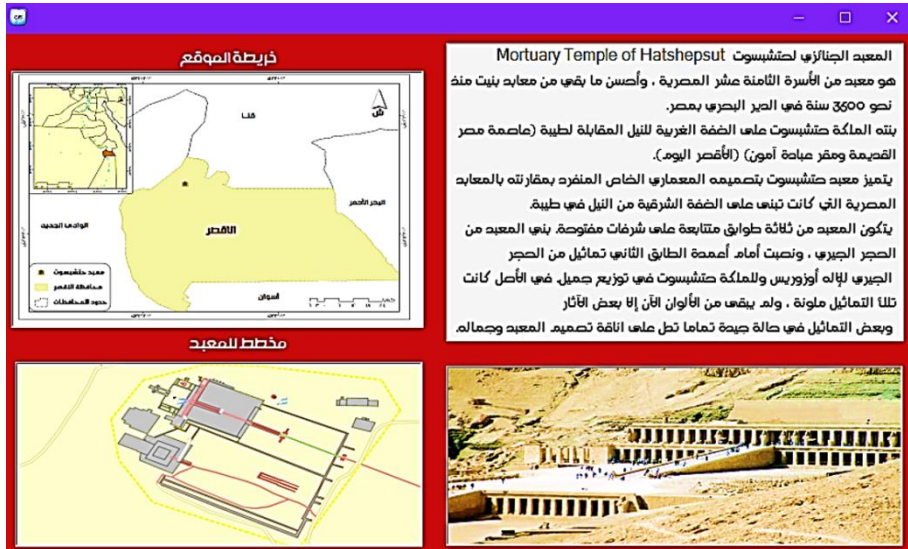 خريطة الموقع
المعبد الجنائزي لحتشبسوت Mortuary Temple of Hatshepsut
هو معبد من الأسرة الثامنة عشر المصرية ، وأحسن ما بقي من معابد بنيت منذ
نحو 3500 سنة في الدير البحري بمصر.
بنته الملكة حتشبسوت على الضفة الغربية للنيل المقابلة لطيبة (عاصمة مصر
القديمة ومقر عبادة آمون) (الأقصر اليوم).
يتميز معبد حتشبسوت بتصميمه المعماري الخاص المنفرد بمقارنته بالمعابد
المصرية التي كانت تبنى على الضفة الشرقية من النيل في طيبة.
يتكون المعبد من ثلاثة طوابق متتابعة على شرفات مفتوحة. بني المعبد من
الحجر الجيري ، ونصبت أمام أعمدة الطابق الثاني تماثيل من الحجر
الجيري للإله أوزوريس وللملكة حتشبسوت في توزيع جميل. في الأصل كانت
تلك التماثيل ملونة ، ولم يبقى من الألوان الآن إلا بعض الآثار
وبعض التماثيل في حالة جيدة تماما تدل على اناقة تصميم المعبد وجماله.
ش
قنا
البحر الأحمر
الوادى الجديد
الاقصر
أسوان
معبد حتشبسوت
محافظة الاقصر
حدود المحافظات
مخطط للمعبد